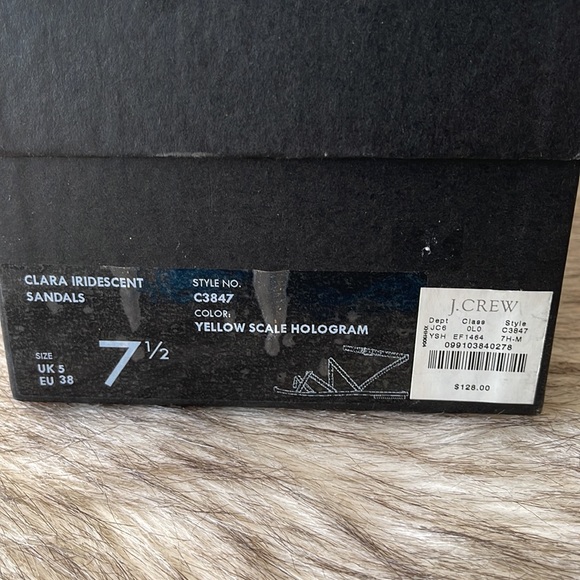 CLARA IRIDESCENT
SANDALS
STYLE NO.
C3847
COLOR:
YELLOW SCALE HOLOGRAM
SIZE
UK 5
EU 38
7 1/2
J.CREW
Dept Class Style
JC6 0L0 C3847
YSH EF1464 7H-M
099103840278
$128.00